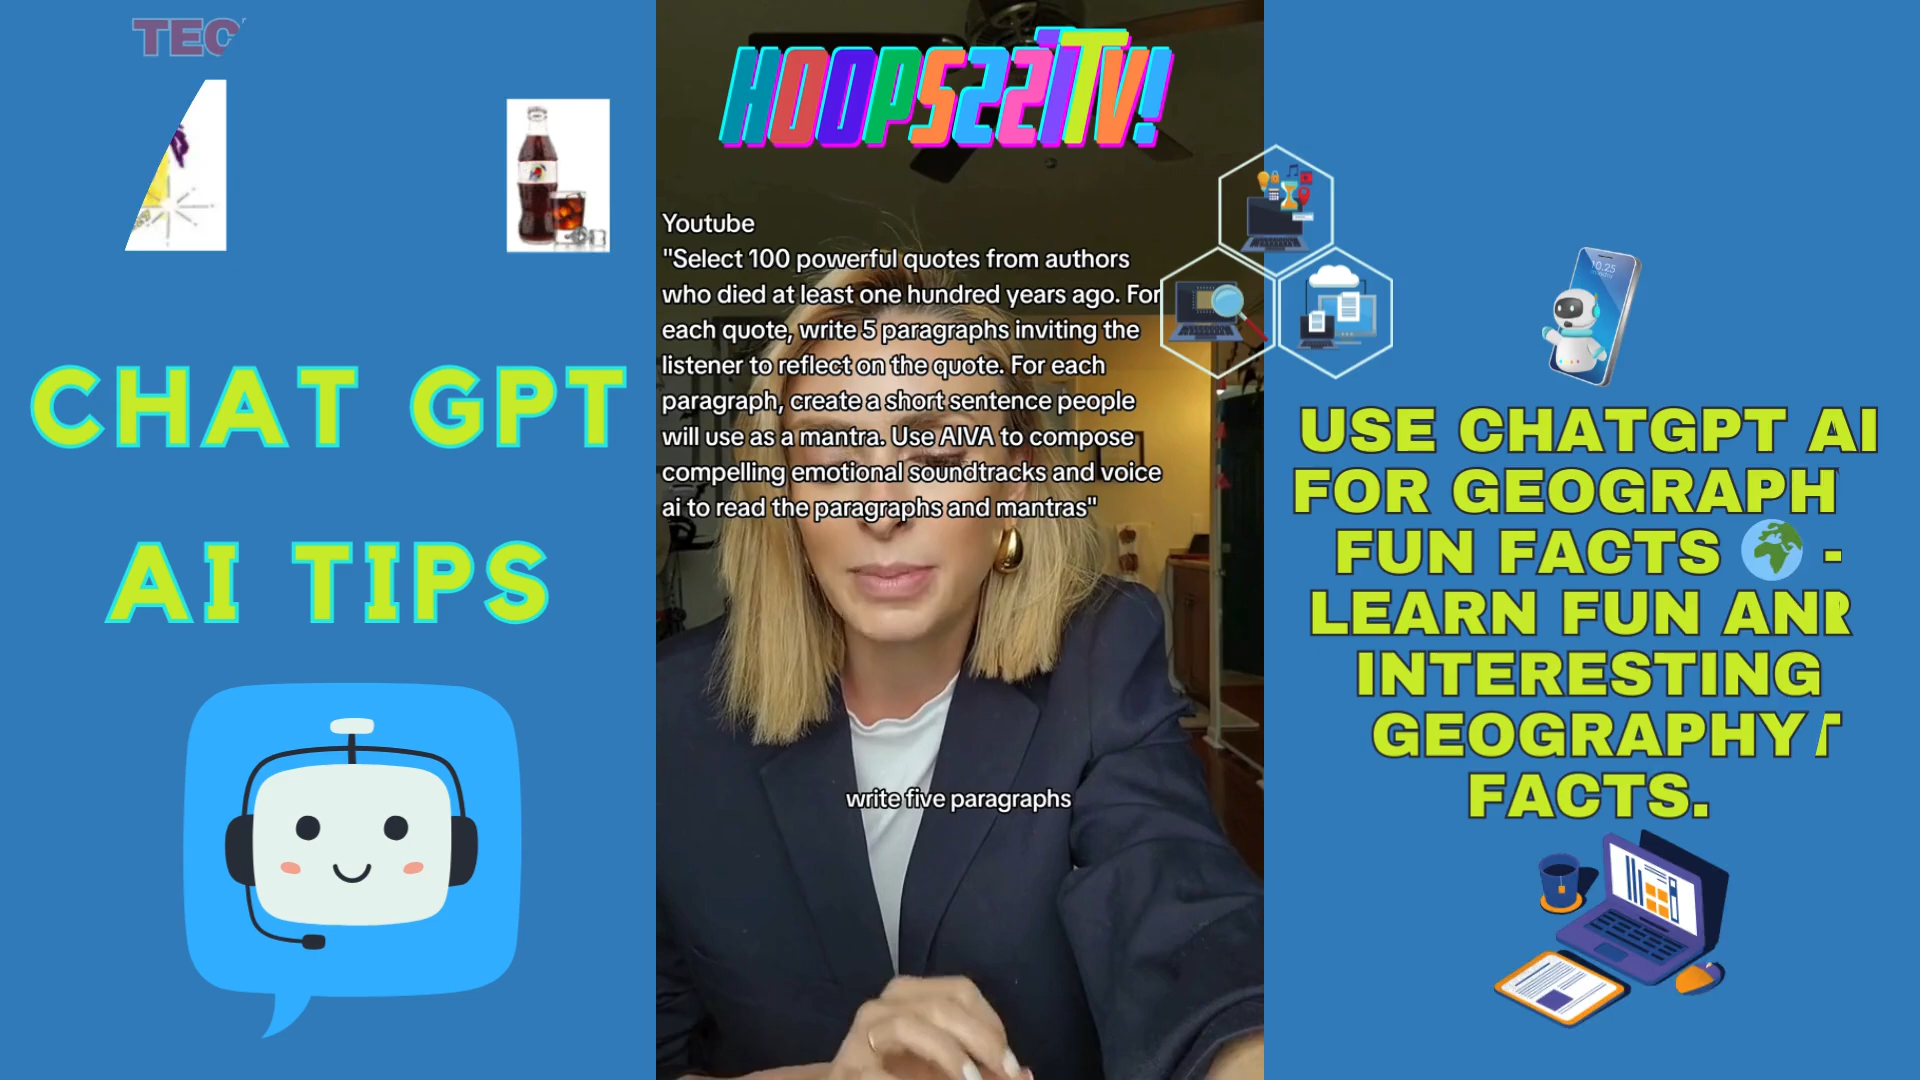 TEC
CHAT GPT
AI TIPS
HOOPS22iTV!
Youtube
"Select 100 powerful quotes from authors
who died at least one hundred years ago. For
each quote, write 5 paragraphs inviting the
listener to reflect on the quote. For each
paragraph, create a short sentence people
will use as a mantra. Use AIVA to compose
compelling emotional soundtracks and voice
ai to read the paragraphs and mantras"
write five paragraphs
10.25
USE CHATGPT AI
FOR GEOGRAPH
FUN FACTS 🌍 -
LEARN FUN AN
INTERESTING
GEOGRAPHY
FACTS.